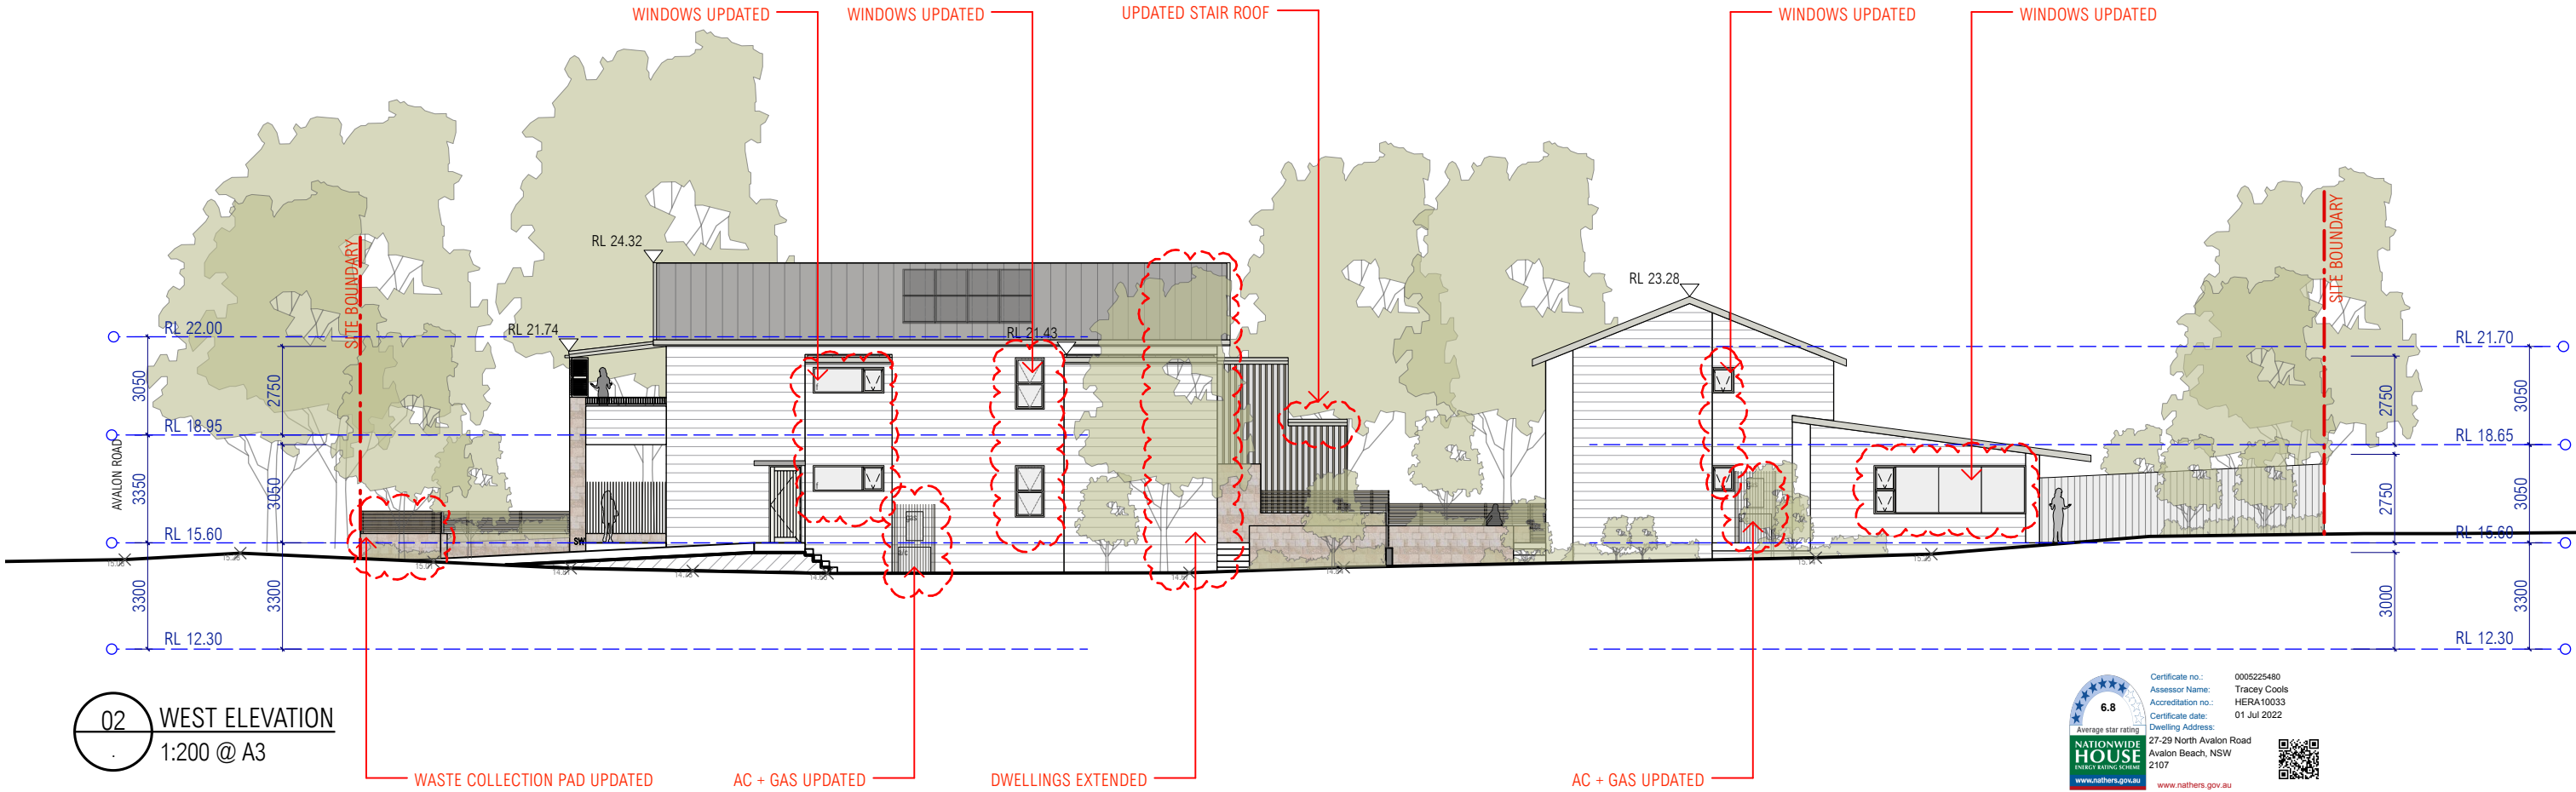 WINDOWS UPDATED
WINDOWS UPDATED
UPDATED STAIR ROOF
WINDOWS UPDATED
WINDOWS UPDATED
SITE BOUNDARY
SITE BOUNDARY
RL 24.32
RL 23.28
RL 22.00
RL 21.74
RL 21.43
RL 21.70
3050
2750
2750
3050
RL 18.95
RL 18.65
AVALON ROAD
3350
3050
2750
3050
gas
a/c
SW
RL 15.60
RL 15.60
3300
3300
3000
3300
RL 12.30
RL 12.30
02
WEST ELEVATION
1:200 @ A3
WASTE COLLECTION PAD UPDATED
AC + GAS UPDATED
DWELLINGS EXTENDED
AC + GAS UPDATED
6.8
Average star rating
NATIONWIDE
HOUSE
ENERGY RATING SCHEME
www.nathers.gov.au
Certificate no.: 0005225480
Assessor Name: Tracey Cools
Accreditation no.: HERA10033
Certificate date: 01 Jul 2022
Dwelling Address:
27-29 North Avalon Road
Avalon Beach, NSW
2107
www.nathers.gov.au